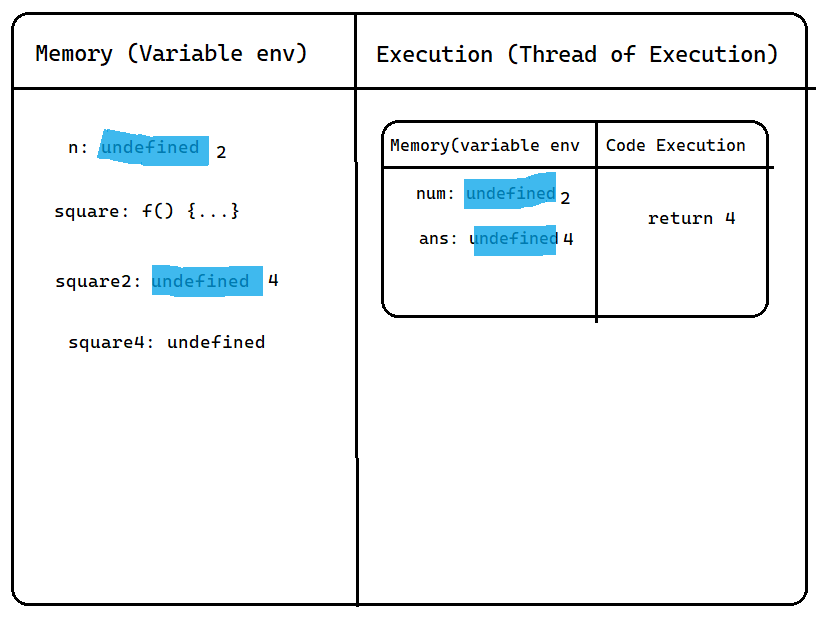 Memory (Variable env)
Execution (Thread of Execution)
n: undefined 2
square: f() {...}
square2: undefined 4
square4: undefined
Memory(variable env
Code Execution
num: undefined 2
ans: undefined 4
return 4